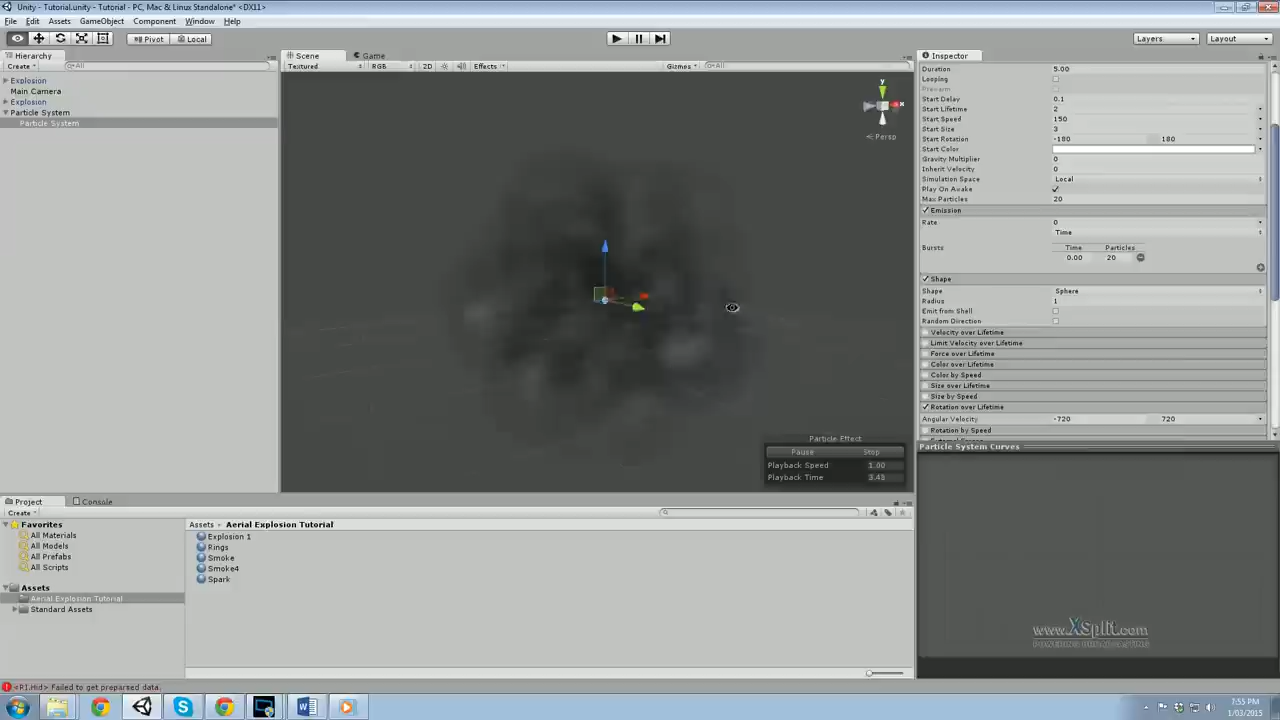 Unity - Tutorial.unity - Tutorial - PC, Mac & Linux Standalone* <DX11>
File Edit Assets GameObject Component Window Help
Pivot Local Layers Layout
Hierarchy
Create All
Explosion
Main Camera
Explosion
Particle System
Particle System
Scene Game
Textured RGB 2D Effects Gizmos All
y
x
Persp
Particle Effect
Pause Stop
Playback Speed 1.00
Playback Time 3.43
Inspector
Duration 5.00
Looping
Prewarm
Start Delay 0.1
Start Lifetime 2
Start Speed 150
Start Size 3
Start Rotation -180 180
Start Color
Gravity Multiplier 0
Inherit Velocity 0
Simulation Space Local
Play On Awake
Max Particles 20
Emission
Rate 0
Time
Bursts Time Particles
0.00 20
Shape
Shape Sphere
Radius 1
Emit from Shell
Random Direction
Velocity over Lifetime
Limit Velocity over Lifetime
Force over Lifetime
Color over Lifetime
Color by Speed
Size over Lifetime
Size by Speed
Rotation over Lifetime
Angular Velocity -720 720
Rotation by Speed
Particle System Curves
Project Console
Create
Favorites
All Materials
All Models
All Prefabs
All Scripts
Assets
Aerial Explosion Tutorial
Standard Assets
Assets Aerial Explosion Tutorial
Explosion 1
Rings
Smoke
Smoke4
Spark
www.XSplit.com
<RI.Hid> Failed to get preparsed data.
7:55 PM
1/03/2015